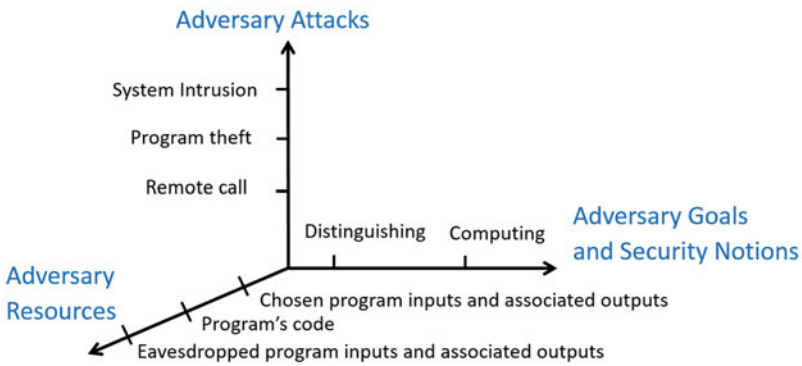 Adversary Attacks
System Intrusion
Program theft
Remote call
Distinguishing
Computing
Adversary Goals
and Security Notions
Adversary
Resources
Chosen program inputs and associated outputs
Program's code
Eavesdropped program inputs and associated outputs